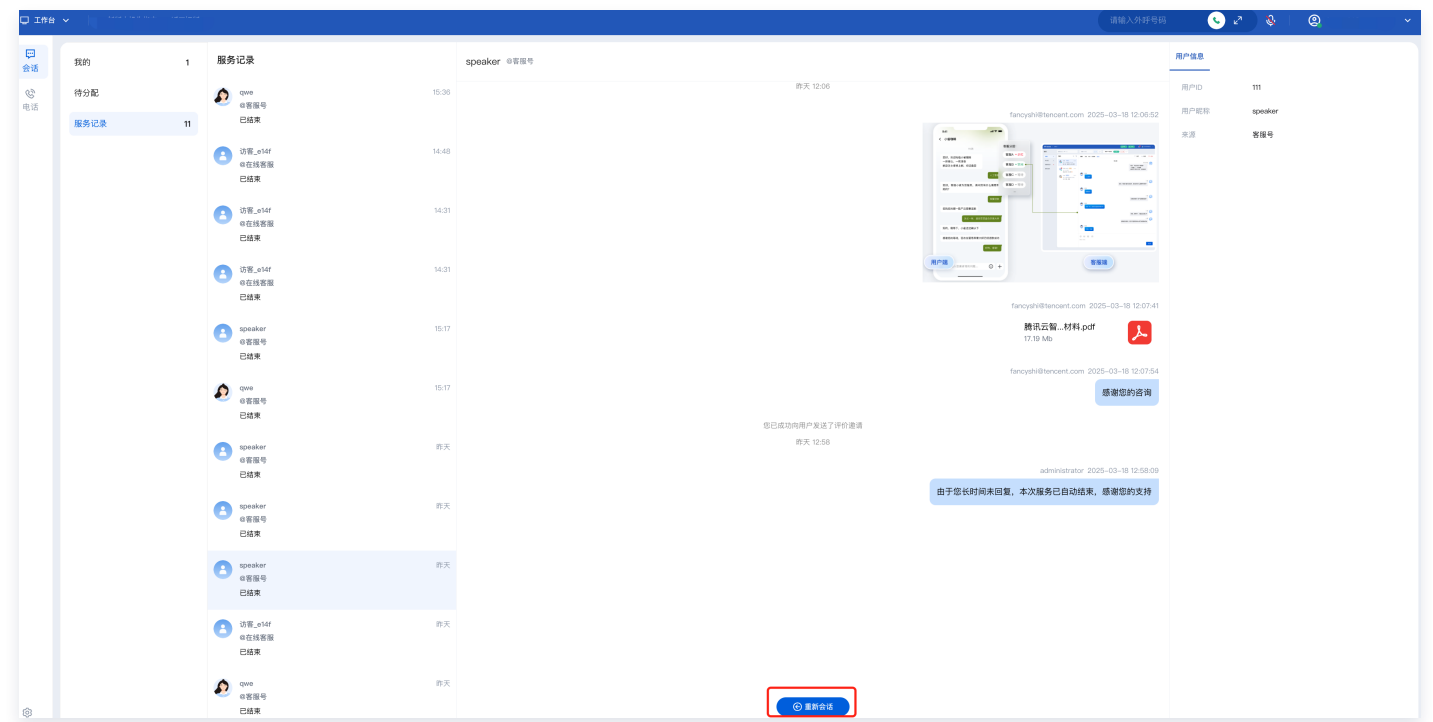 工作台
请输入外呼号码
会话
电话
我的 1
待分配
服务记录 11
服务记录
qwe 15:36
@客服号
已结束
访客_e14f 14:48
@在线客服
已结束
访客_e14f 14:31
@在线客服
已结束
访客_e14f 14:31
@在线客服
已结束
speaker 15:17
@客服号
已结束
qwe 15:17
@客服号
已结束
speaker 昨天
@客服号
已结束
speaker 昨天
@客服号
已结束
speaker 昨天
@客服号
已结束
访客_e14f 昨天
@在线客服
已结束
qwe 昨天
@客服号
已结束
speaker @客服号
昨天 12:06
fancyshi@tencent.com 2025-03-18 12:06:52
用户端
客服端
fancyshi@tencent.com 2025-03-18 12:07:41
腾讯云智...材料.pdf
17.19 Mb
fancyshi@tencent.com 2025-03-18 12:07:54
感谢您的咨询
您已成功向用户发送了评价邀请
昨天 12:58
administrator 2025-03-18 12:58:09
由于您长时间未回复，本次服务已自动结束，感谢您的支持
重新会话
用户信息
用户ID 111
用户昵称 speaker
来源 客服号